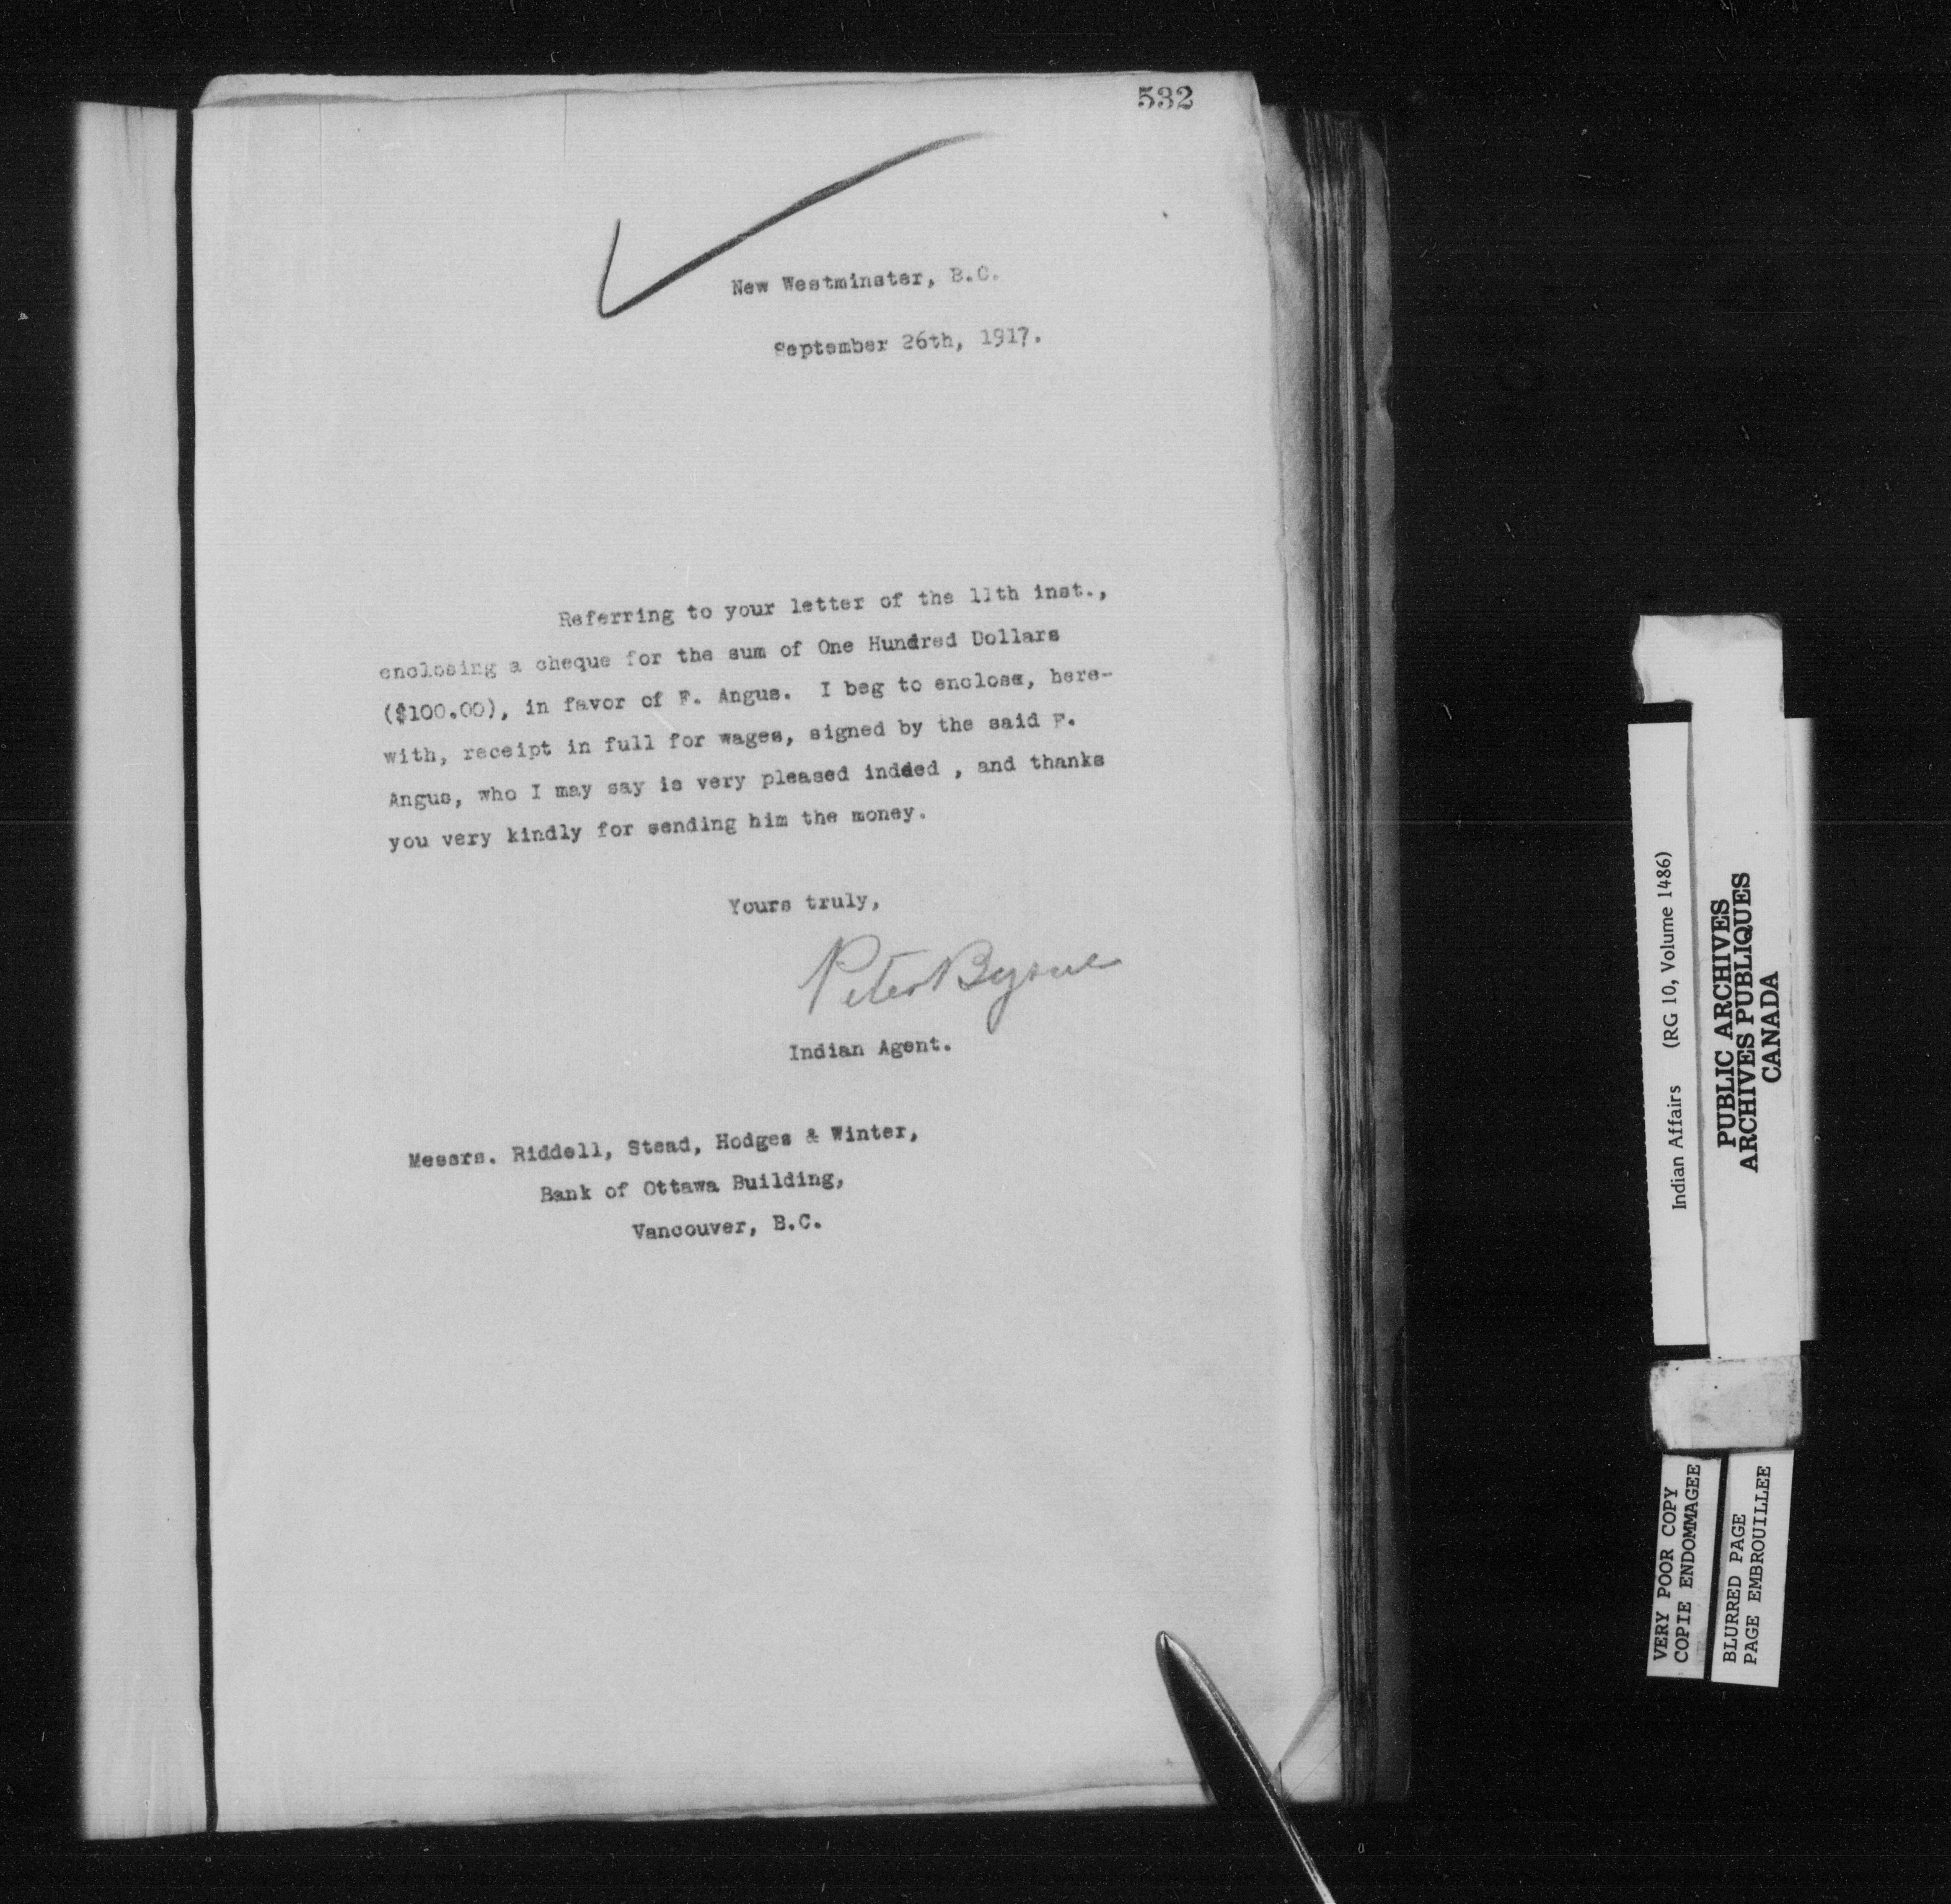 532
New Westminster, B.C.
September 26th, 1917.
Referring to your letter of the 11th inst.,
enclosing a cheque for the sum of One Hundred Dollars
($100.00), in favor of F. Angus. I beg to enclose, here-
with, receipt in full for wages, signed by the said F.
Angus, who I may say is very pleased indeed , and thanks
you very kindly for sending him the money.
Yours truly,
Peter Byrne
Indian Agent.
Messrs. Riddell, Stead, Hodges & Winter,
Bank of Ottawa Building,
Vancouver, B.C.
Indian Affairs (RG 10, Volume 1486)
PUBLIC ARCHIVES
ARCHIVES PUBLIQUES
CANADA
VERY POOR COPY
COPIE ENDOMMAGEE
BLURRED PAGE
PAGE EMBROUILLEE